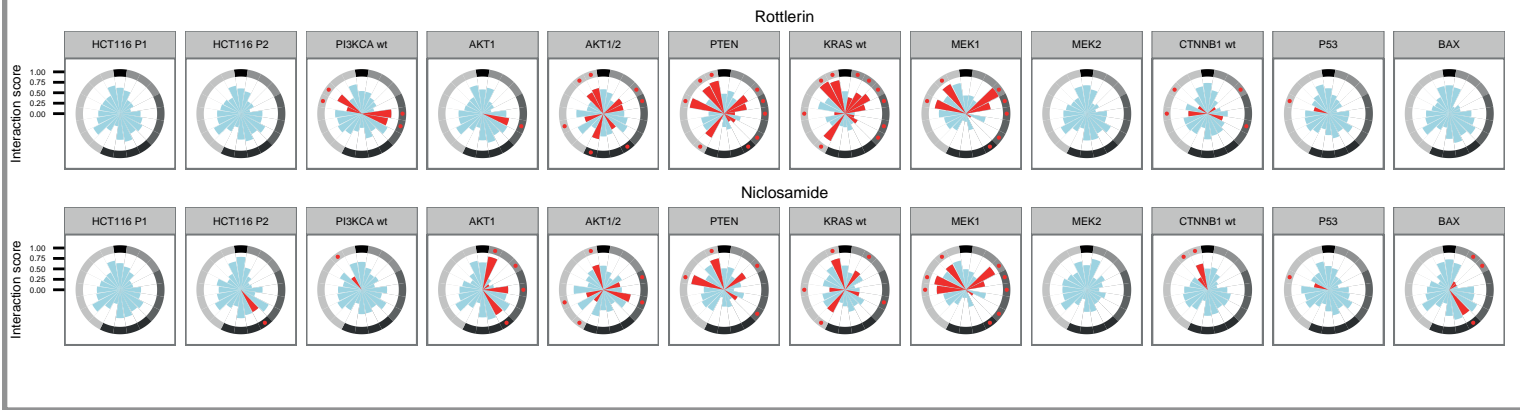 Rottlerin
HCT116 P1 HCT116 P2 PI3KCA wt AKT1 AKT1/2 PTEN KRAS wt MEK1 MEK2 CTNNB1 wt P53 BAX
Interaction score
1.00
0.75
0.50
0.25
0.00
Niclosamide
HCT116 P1 HCT116 P2 PI3KCA wt AKT1 AKT1/2 PTEN KRAS wt MEK1 MEK2 CTNNB1 wt P53 BAX
Interaction score
1.00
0.75
0.50
0.25
0.00